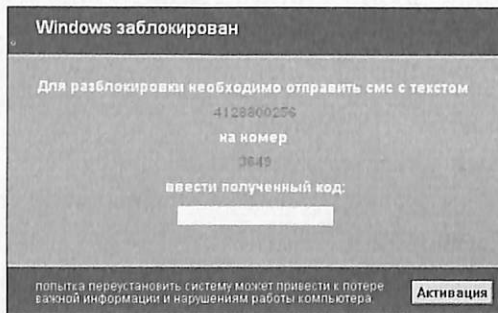 Windows заблокирован
Для разблокировки необходимо отправить смс с текстом
4128800256
на номер
3649
ввести полученный код:
попытка переустановить систему может привести к потере
важной информации и нарушениям работы компьютера.
Активация